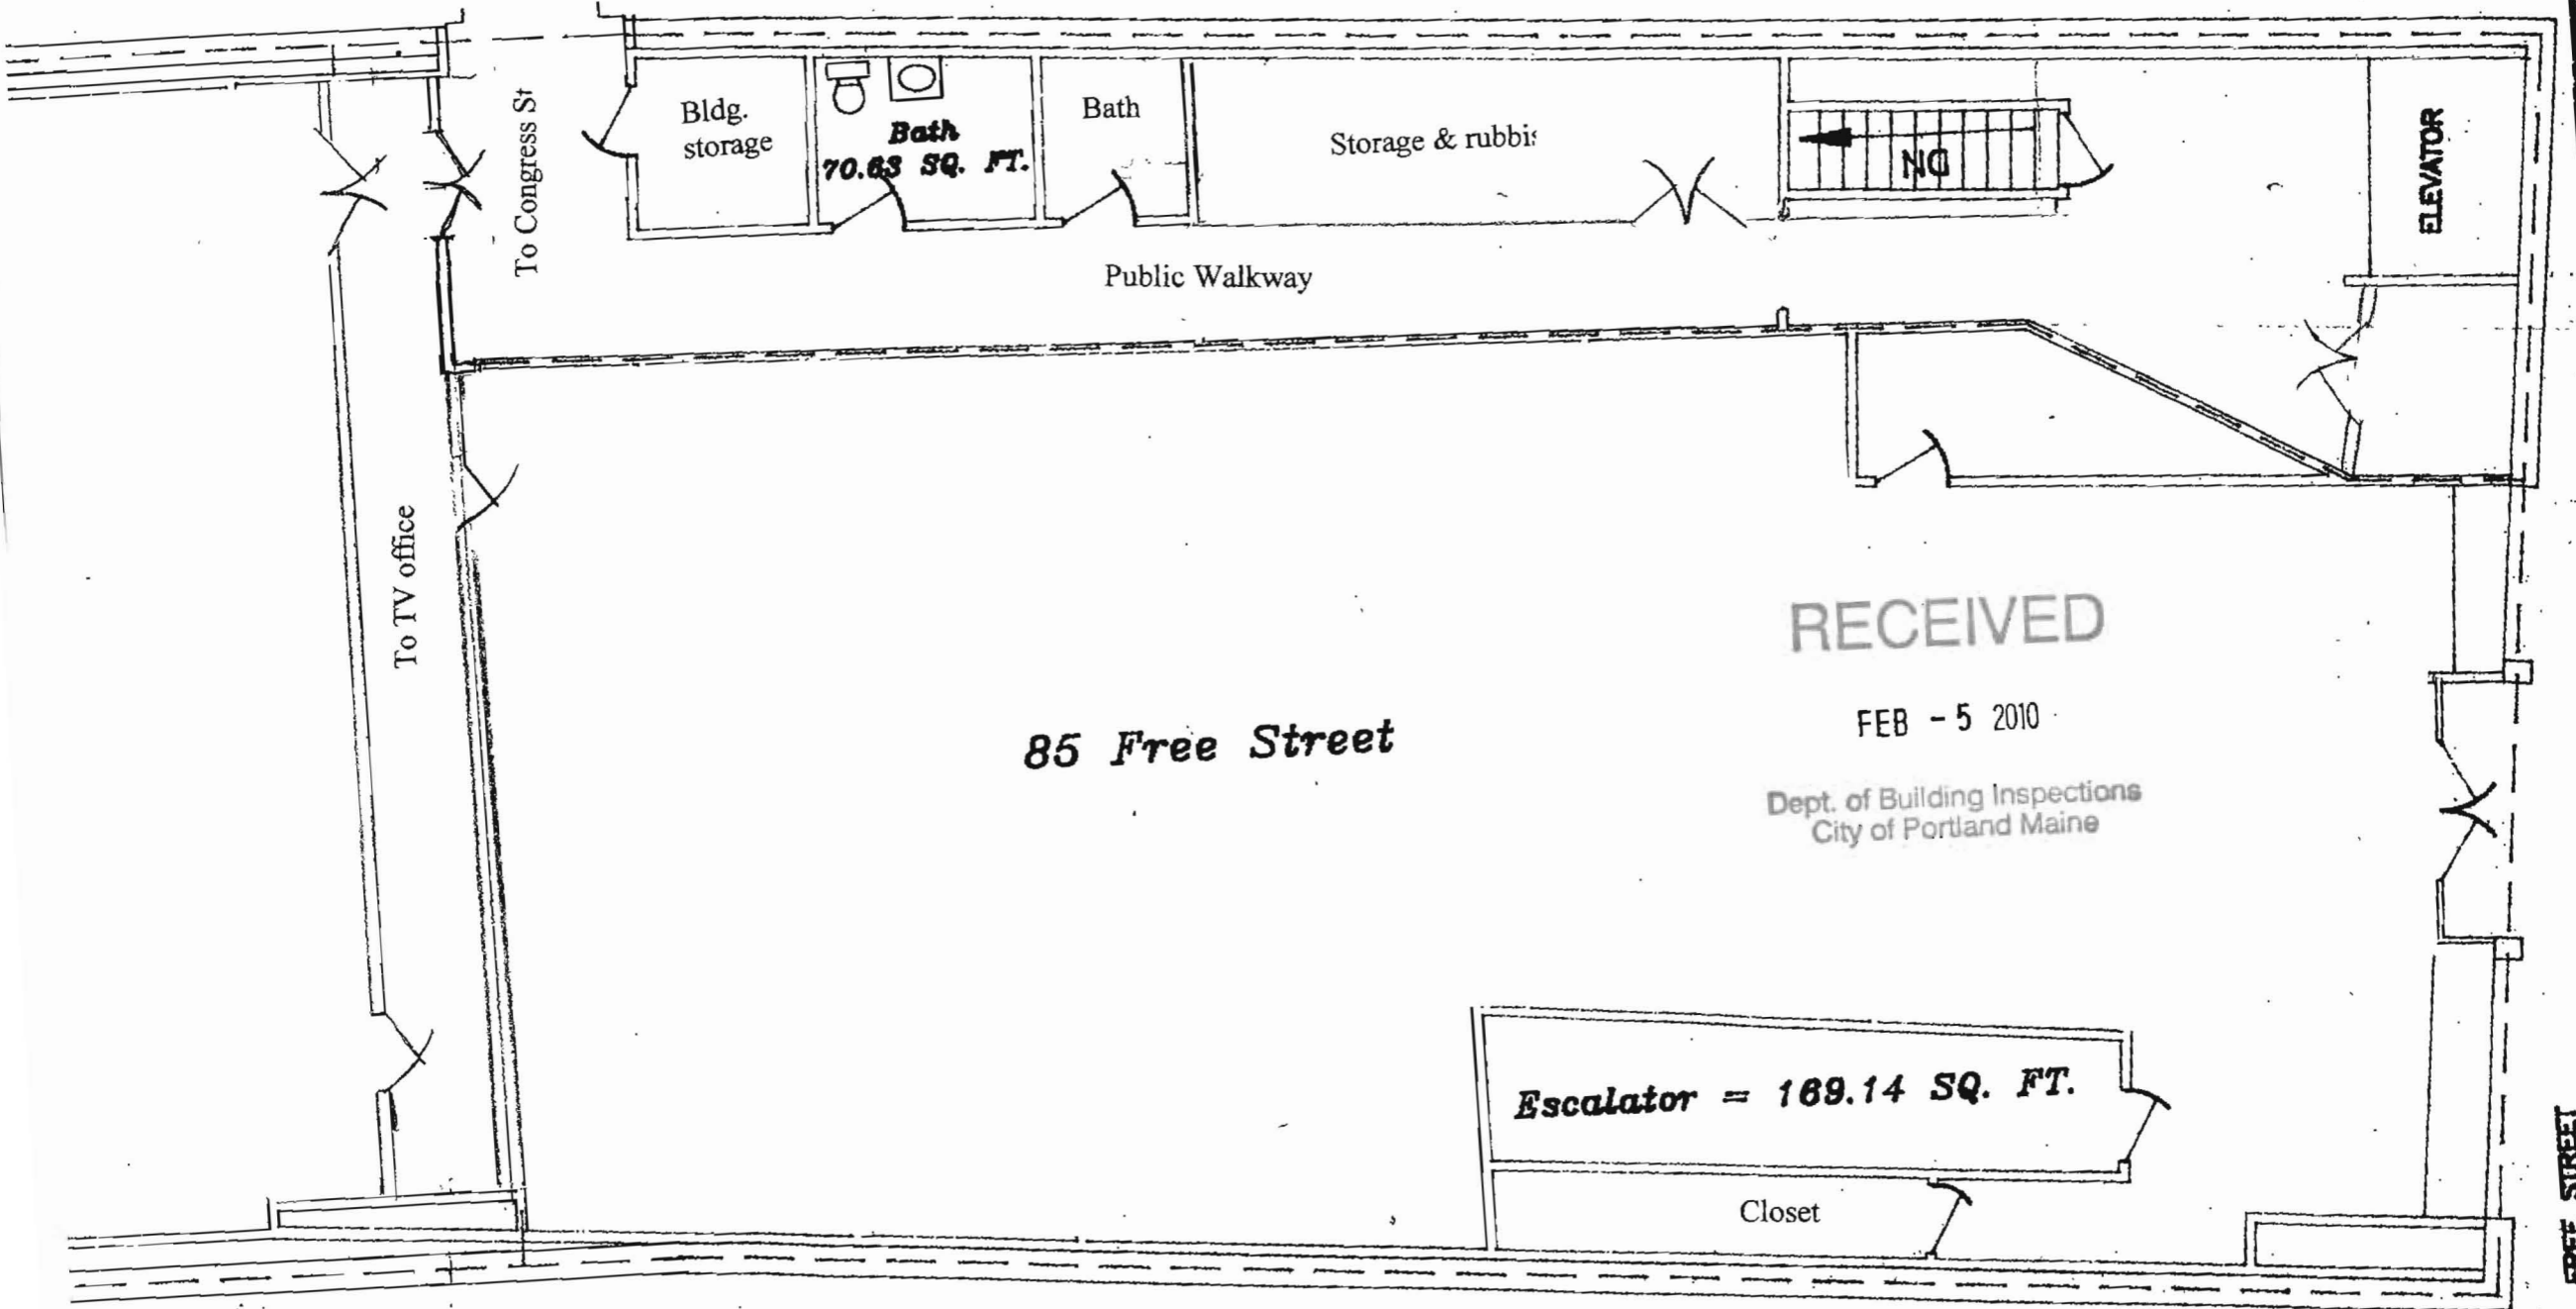 To Congress St
Bldg.
storage
Bath
70.63 SQ. FT.
Bath
Storage & rubbis
DN
ELEVATOR
Public Walkway
To TV office
85 Free Street
RECEIVED
FEB - 5 2010
Dept. of Building Inspections
City of Portland Maine
Escalator = 169.14 SQ. FT.
Closet
FREE STREET